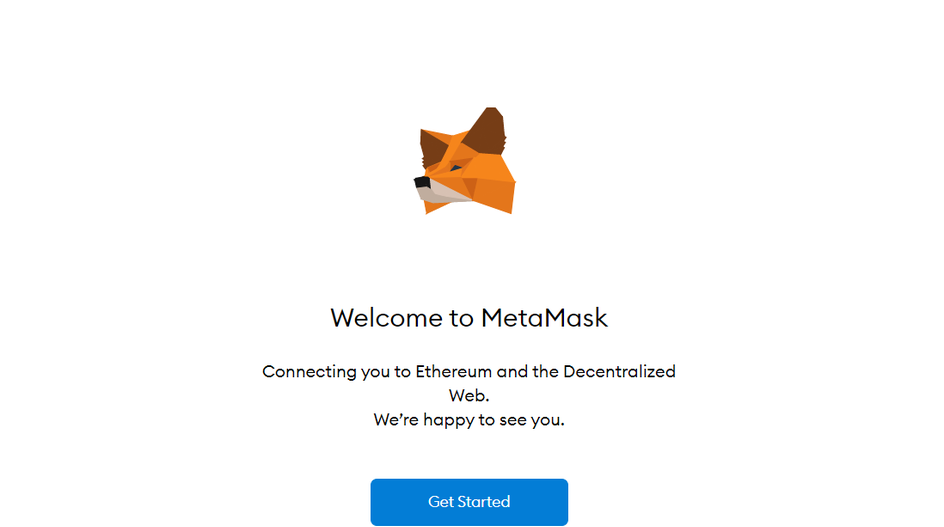 Welcome to MetaMask
Connecting you to Ethereum and the Decentralized
Web.
We’re happy to see you.
Get Started